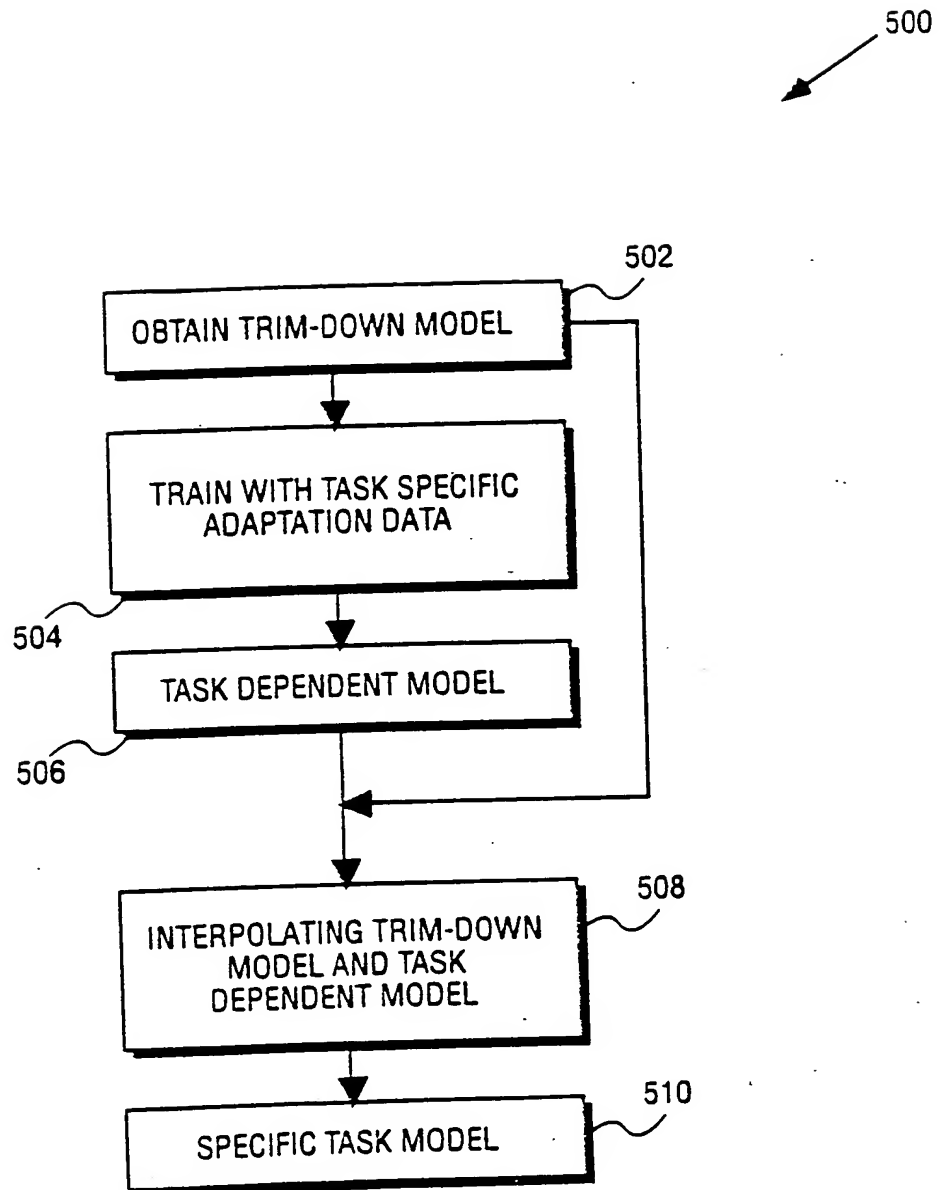 500
502
OBTAIN TRIM-DOWN MODEL
TRAIN WITH TASK SPECIFIC
ADAPTATION DATA
504
TASK DEPENDENT MODEL
506
508
INTERPOLATING TRIM-DOWN
MODEL AND TASK
DEPENDENT MODEL
510
SPECIFIC TASK MODEL